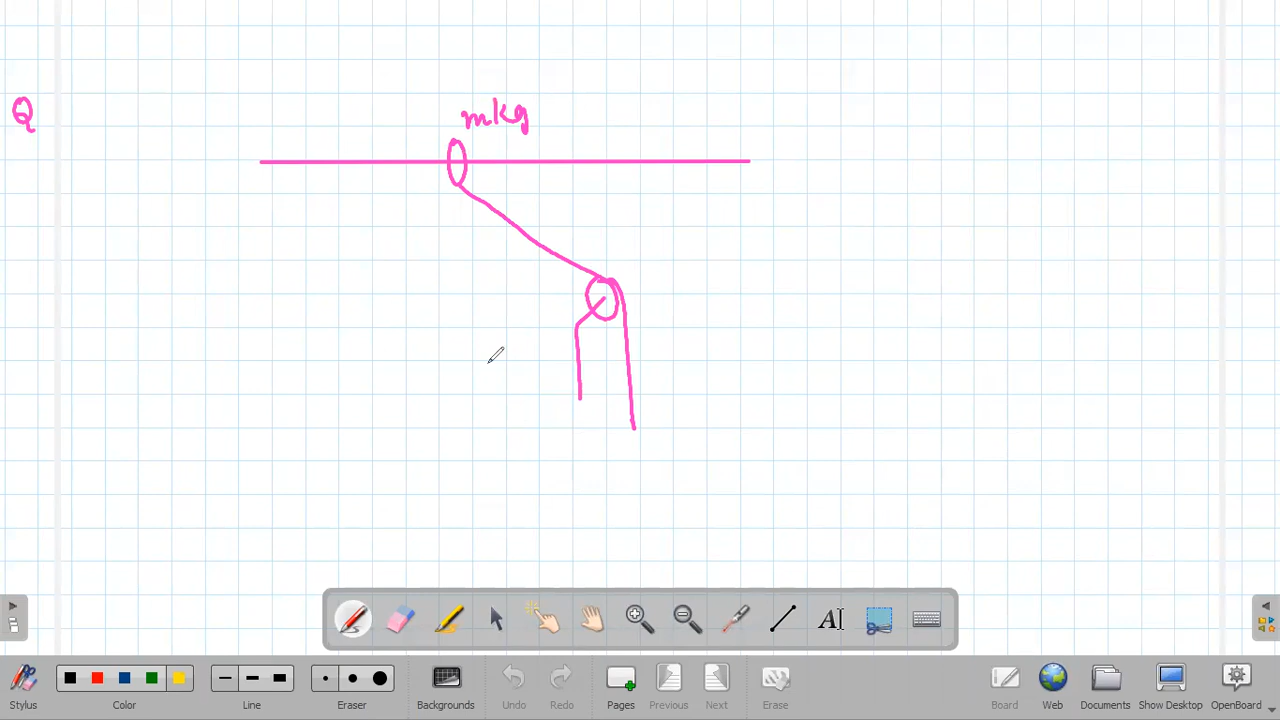 Q
mkg
Stylus
Color
Line
Eraser
Backgrounds
Undo
Redo
Pages
Previous
Next
Erase
Board
Web
Documents
Show Desktop
OpenBoard